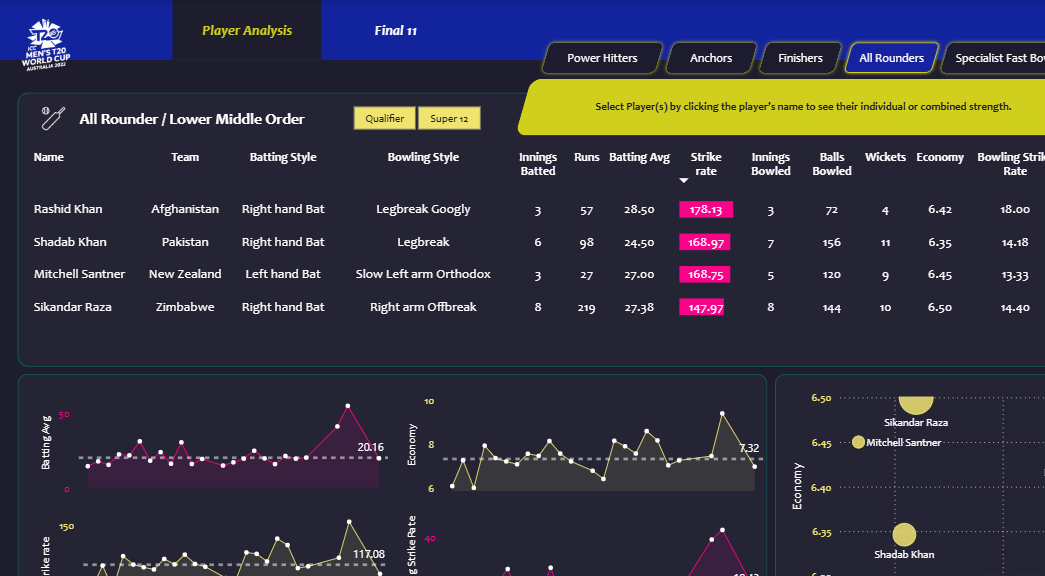 Player Analysis
Final 11
ICC
MEN'S T20
WORLD CUP
AUSTRALIA 2022
Power Hitters
Anchors
Finishers
All Rounders
Specialist Fast Bo
Select Player(s) by clicking the player's name to see their individual or combined strength.
All Rounder / Lower Middle Order
Qualifier
Super 12
Name Team Batting Style Bowling Style Innings Batted Runs Batting Avg Strike rate Innings Bowled Balls Bowled Wickets Economy Bowling Strik Rate
Rashid Khan Afghanistan Right hand Bat Legbreak Googly 3 57 28.50 178.13 3 72 4 6.42 18.00
Shadab Khan Pakistan Right hand Bat Legbreak 6 98 24.50 168.97 7 156 11 6.35 14.18
Mitchell Santner New Zealand Left hand Bat Slow Left arm Orthodox 3 27 27.00 168.75 5 120 9 6.45 13.33
Sikandar Raza Zimbabwe Right hand Bat Right arm Offbreak 8 219 27.38 147.97 8 144 10 6.50 14.40
Batting Avg
50
0
20.16
Economy
10
8
6
7.32
rike rate
150
117.08
g Strike Rate
40
Economy
6.50
6.45
6.40
6.35
Sikandar Raza
Mitchell Santner
Shadab Khan